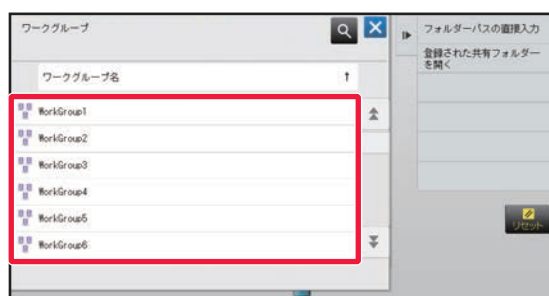 ワークグループ
ワークグループ名
WorkGroup1
WorkGroup2
WorkGroup3
WorkGroup4
WorkGroup5
WorkGroup6
フォルダーパスの直接入力
登録された共有フォルダー
を開く
リセット